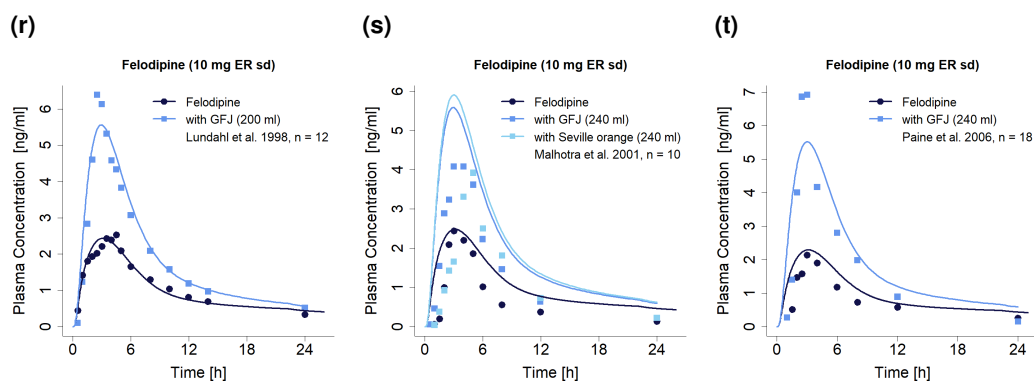 (r)
Felodipine (10 mg ER sd)
Plasma Concentration [ng/ml]
6
5
4
3
2
1
0
Felodipine
with GFJ (200 ml)
Lundahl et al. 1998, n = 12
0 6 12 18 24
Time [h]
(s)
Felodipine (10 mg ER sd)
Plasma Concentration [ng/ml]
6
5
4
3
2
1
0
Felodipine
with GFJ (240 ml)
with Seville orange (240 ml)
Malhotra et al. 2001, n = 10
0 6 12 18 24
Time [h]
(t)
Felodipine (10 mg ER sd)
Plasma Concentration [ng/ml]
7
6
5
4
3
2
1
0
Felodipine
with GFJ (240 ml)
Paine et al. 2006, n = 18
0 6 12 18 24
Time [h]